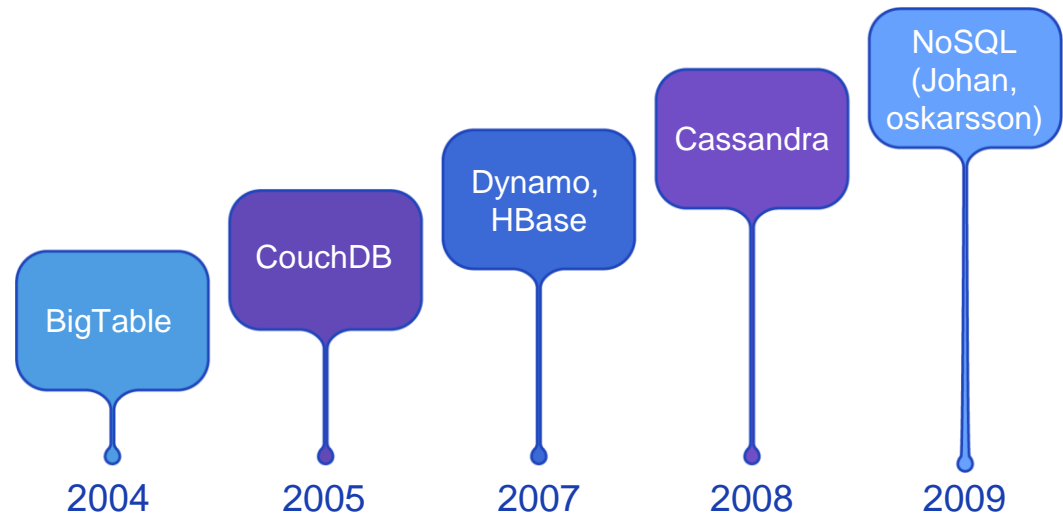 NoSQL
(Johan,
oskarsson)
Cassandra
Dynamo,
HBase
CouchDB
BigTable
2004
2005
2007
2008
2009